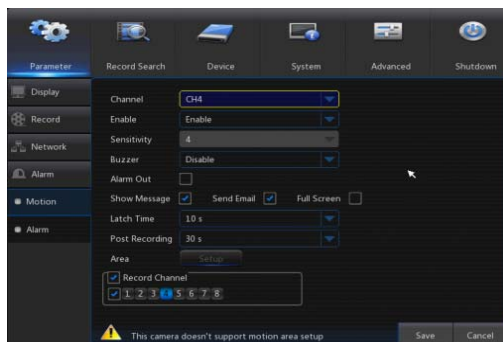 Parameter Record Search Device System Advanced Shutdown
Display
Record
Network
Alarm
Motion
Alarm
Channel CH4
Enable Enable
Sensitivity 4
Buzzer Disable
Alarm Out
Show Message Send Email Full Screen
Latch Time 10 s
Post Recording 30 s
Area Setup
Record Channel
1 2 3 4 5 6 7 8
This camera doesn't support motion area setup
Save Cancel